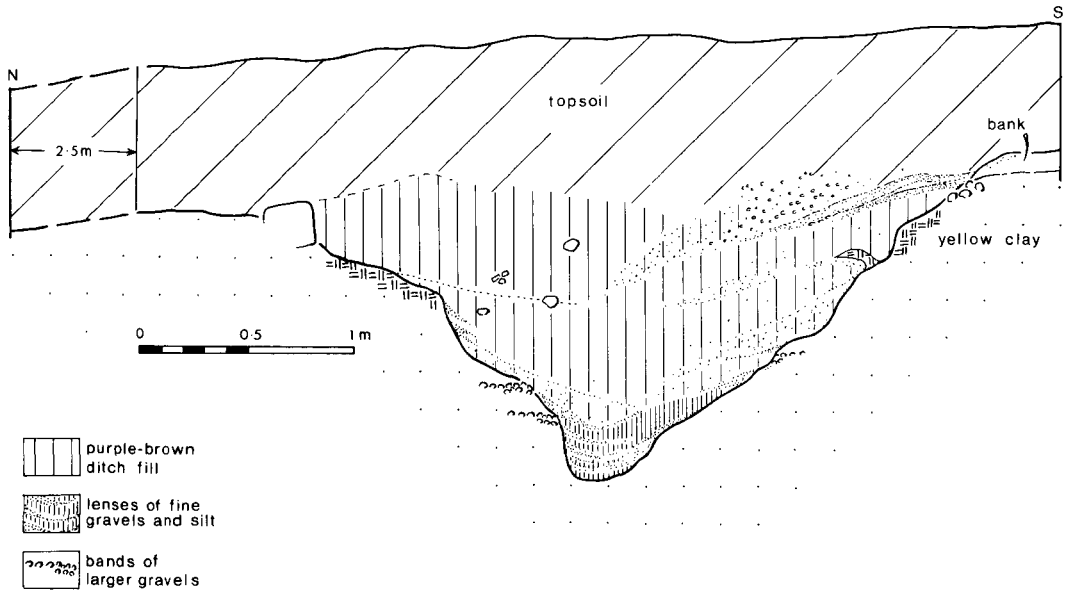 S
N
topsoil
bank
2·5m
yellow clay
0 0·5 1m
purple-brown
ditch fill
lenses of fine
gravels and silt
bands of
larger gravels